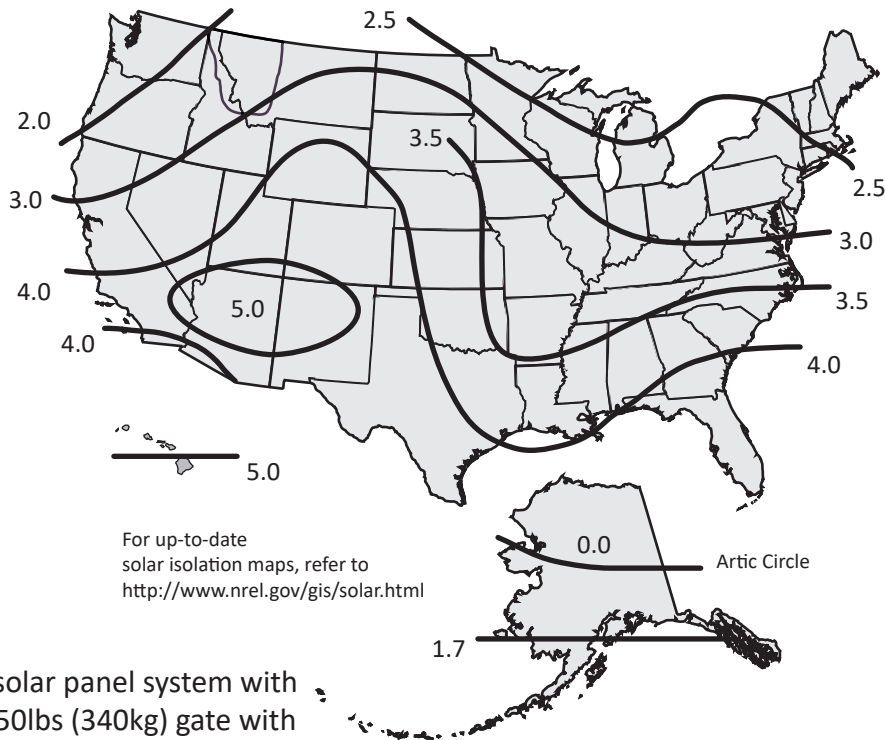 2.5
2.0
3.5
3.0
2.5
3.0
4.0
3.5
5.0
4.0
4.0
5.0
For up-to-date
solar isolation maps, refer to
http://www.nrel.gov/gis/solar.html
0.0
Artic Circle
1.7
solar panel system with
50lbs (340kg) gate with